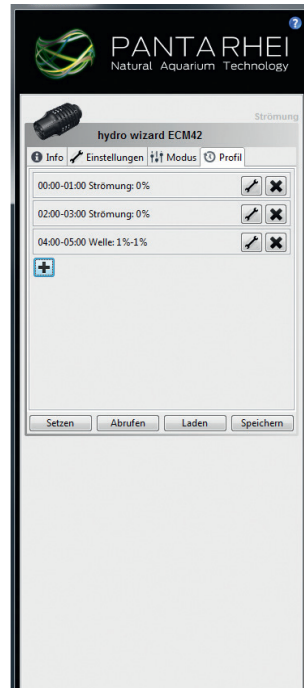 ?
PANTARHEI
Natural Aquarium Technology
Strömung
hydro wizard ECM42
Info Einstellungen Modus Profil
00:00-01:00 Strömung: 0%
02:00-03:00 Strömung: 0%
04:00-05:00 Welle: 1%-1%
Setzen Abrufen Laden Speichern